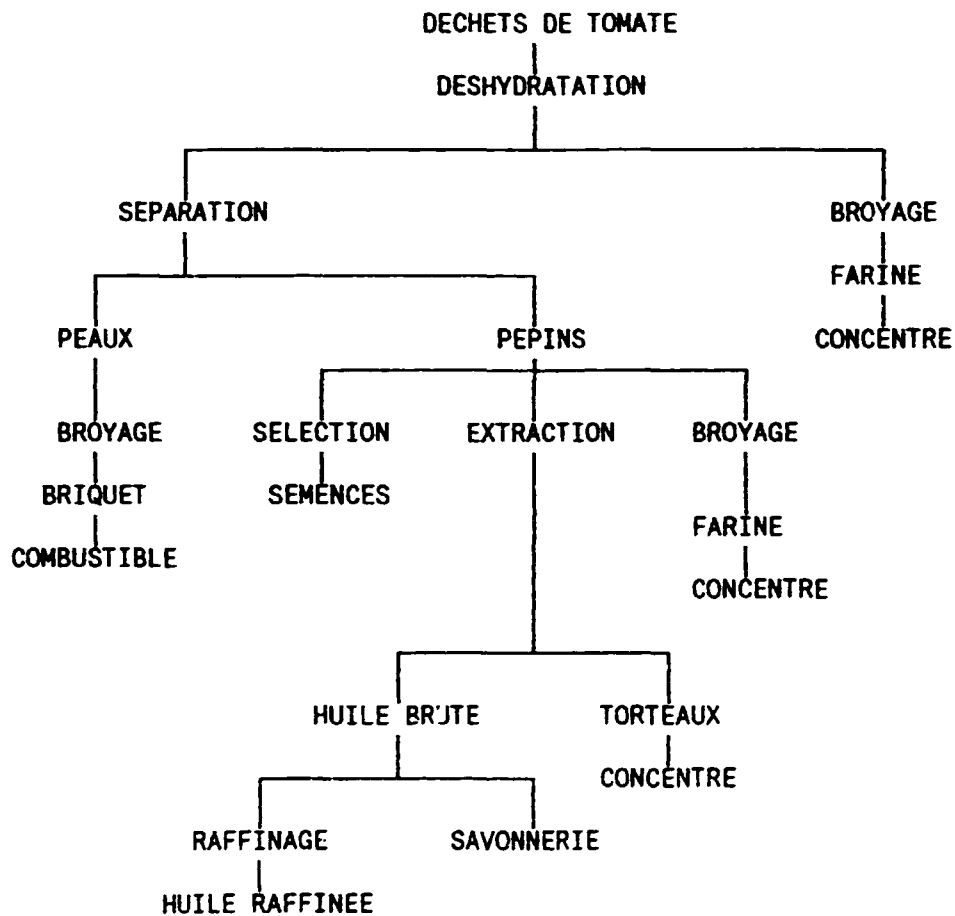 DECHETS DE TOMATE
DESHYDRATATION
SEPARATION BROYAGE
FARINE
PEAUX PEPINS CONCENTRE
BROYAGE SELECTION EXTRACTION BROYAGE
BRIQUET SEMENCES
FARINE
COMBUSTIBLE
CONCENTRE
HUILE BRUTE TORTEAUX
CONCENTRE
RAFFINAGE SAVONNERIE
HUILE RAFFINEE